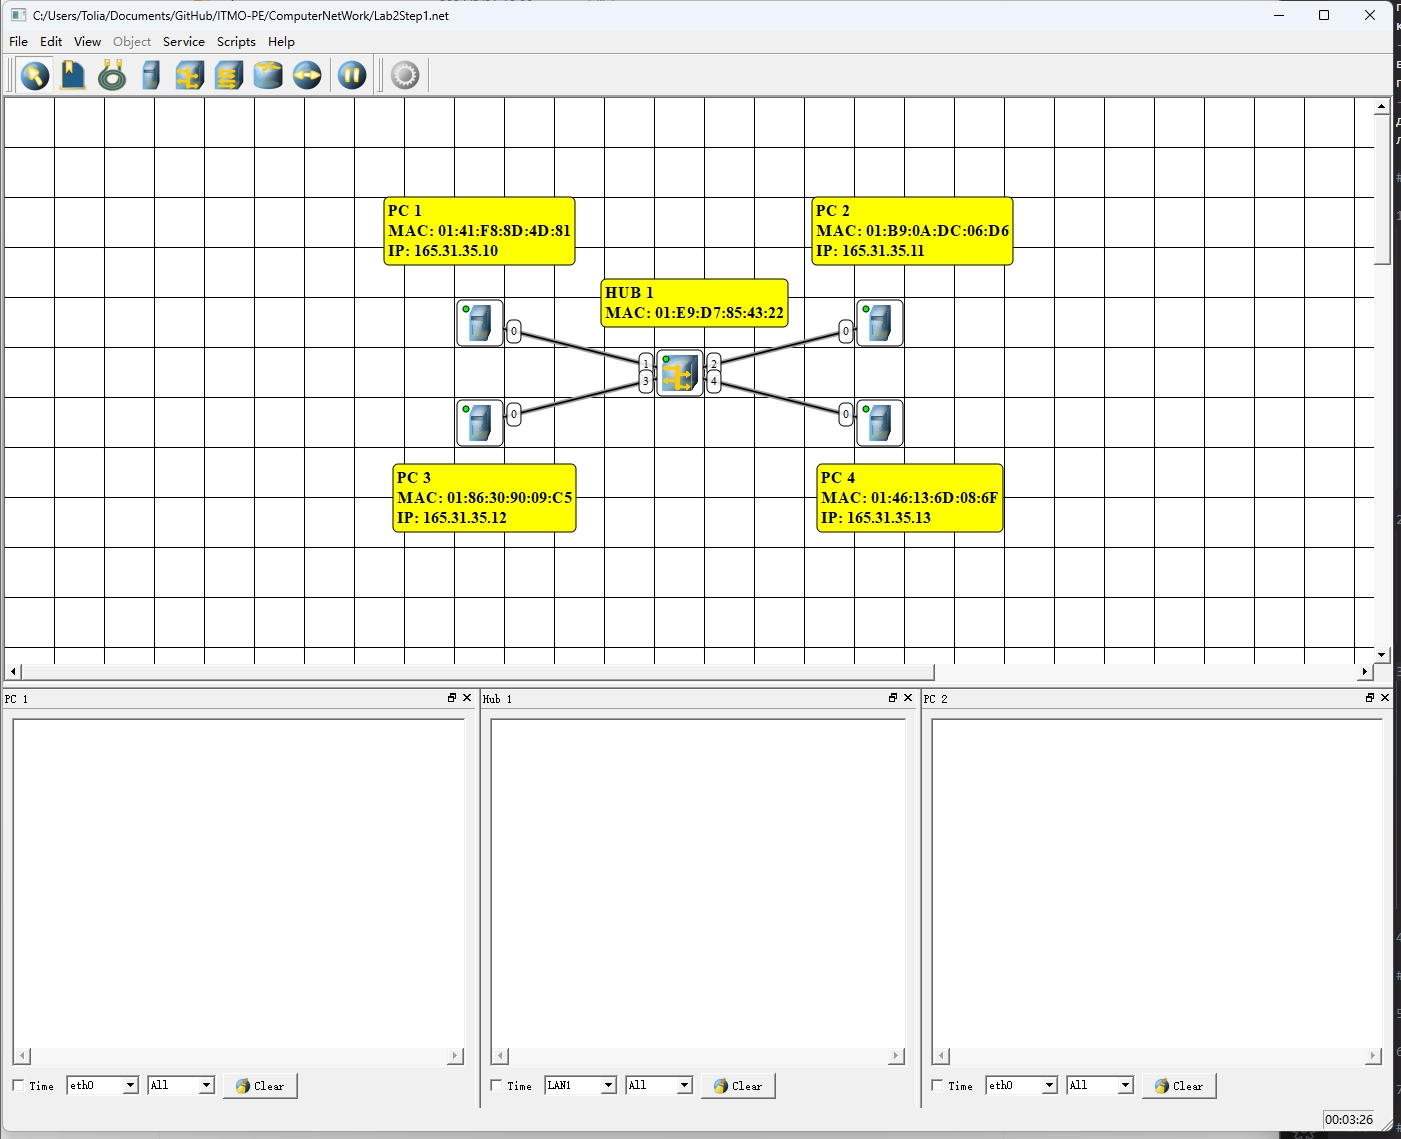 C:/Users/Tolia/Documents/GitHub/ITMO-PE/ComputerNetWork/Lab2Step1.net
File Edit View Object Service Scripts Help
PC 1
MAC: 01:41:F8:8D:4D:81
IP: 165.31.35.10
PC 2
MAC: 01:B9:0A:DC:06:D6
IP: 165.31.35.11
HUB 1
MAC: 01:E9:D7:85:43:22
0
1
2
0
0
3
4
0
PC 3
MAC: 01:86:30:90:09:C5
IP: 165.31.35.12
PC 4
MAC: 01:46:13:6D:08:6F
IP: 165.31.35.13
PC 1
Hub 1
PC 2
Time eth0 All Clear
Time LAN1 All Clear
Time eth0 All Clear
00:03:26